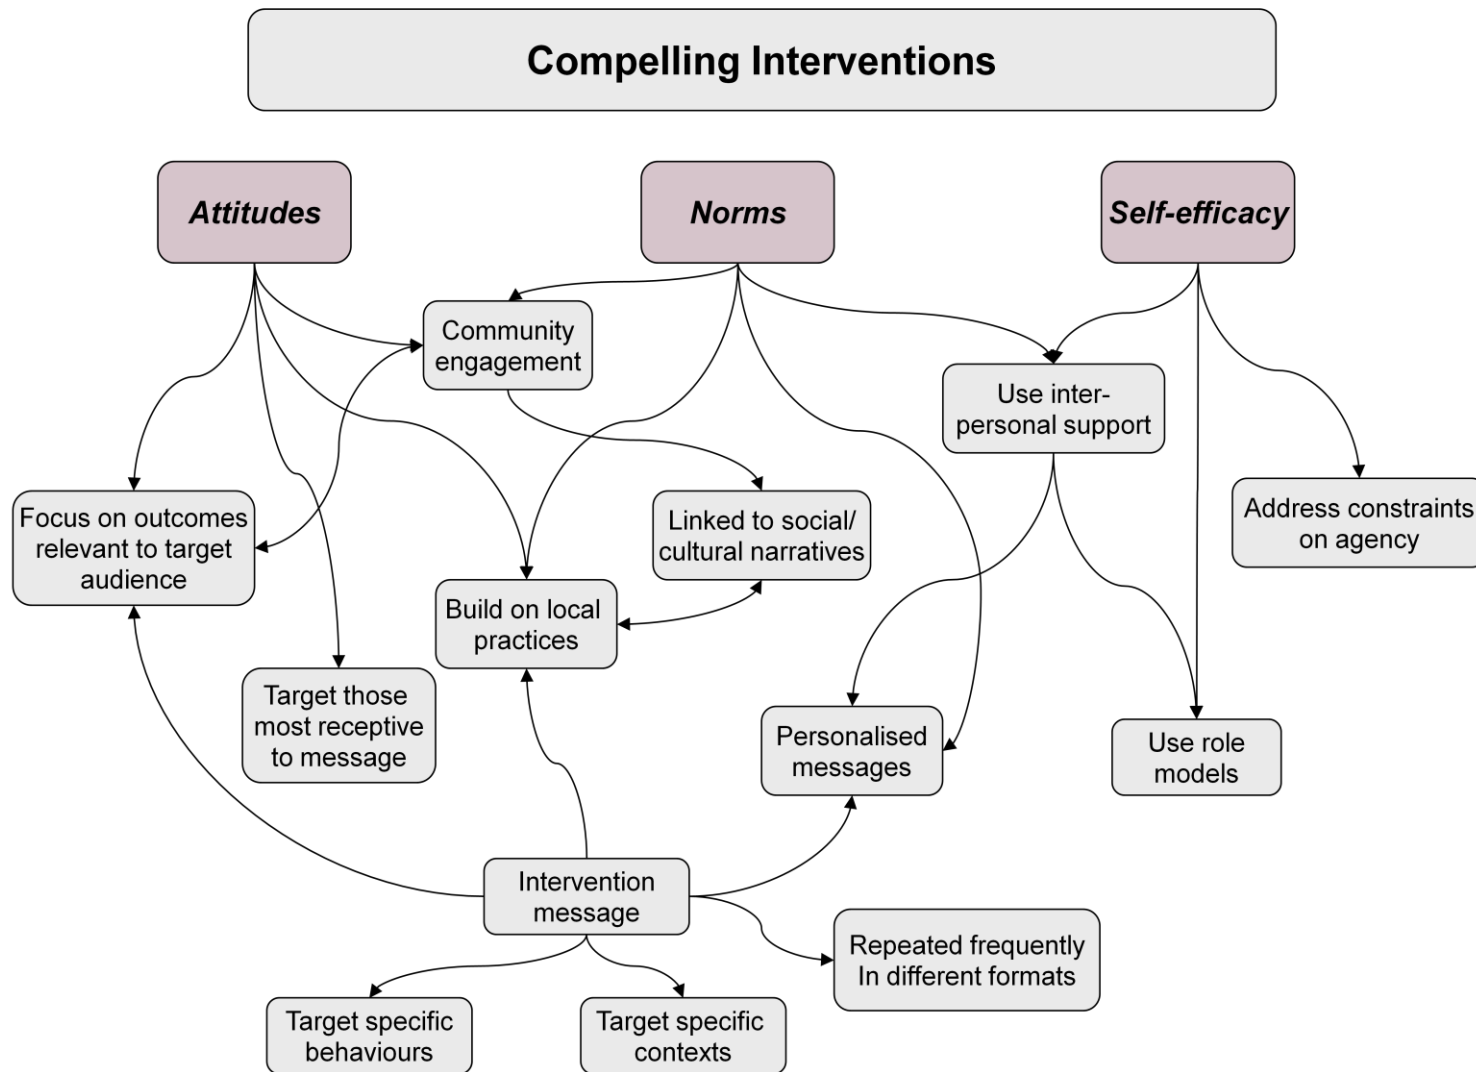 Compelling Interventions
Attitudes
Norms
Self-efficacy
Community
engagement
Use inter-
personal support
Focus on outcomes
relevant to target
audience
Linked to social/
cultural narratives
Address constraints
on agency
Build on local
practices
Target those
most receptive
to message
Personalised
messages
Use role
models
Intervention
message
Repeated frequently
In different formats
Target specific
behaviours
Target specific
contexts